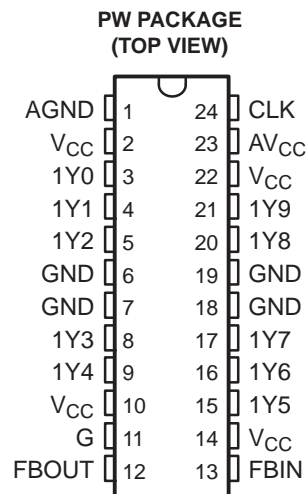 PW PACKAGE
(TOP VIEW)
AGND 1 24 CLK
VCC 2 23 AVCC
1Y0 3 22 VCC
1Y1 4 21 1Y9
1Y2 5 20 1Y8
GND 6 19 GND
GND 7 18 GND
1Y3 8 17 1Y7
1Y4 9 16 1Y6
VCC 10 15 1Y5
G 11 14 VCC
FBOUT 12 13 FBIN